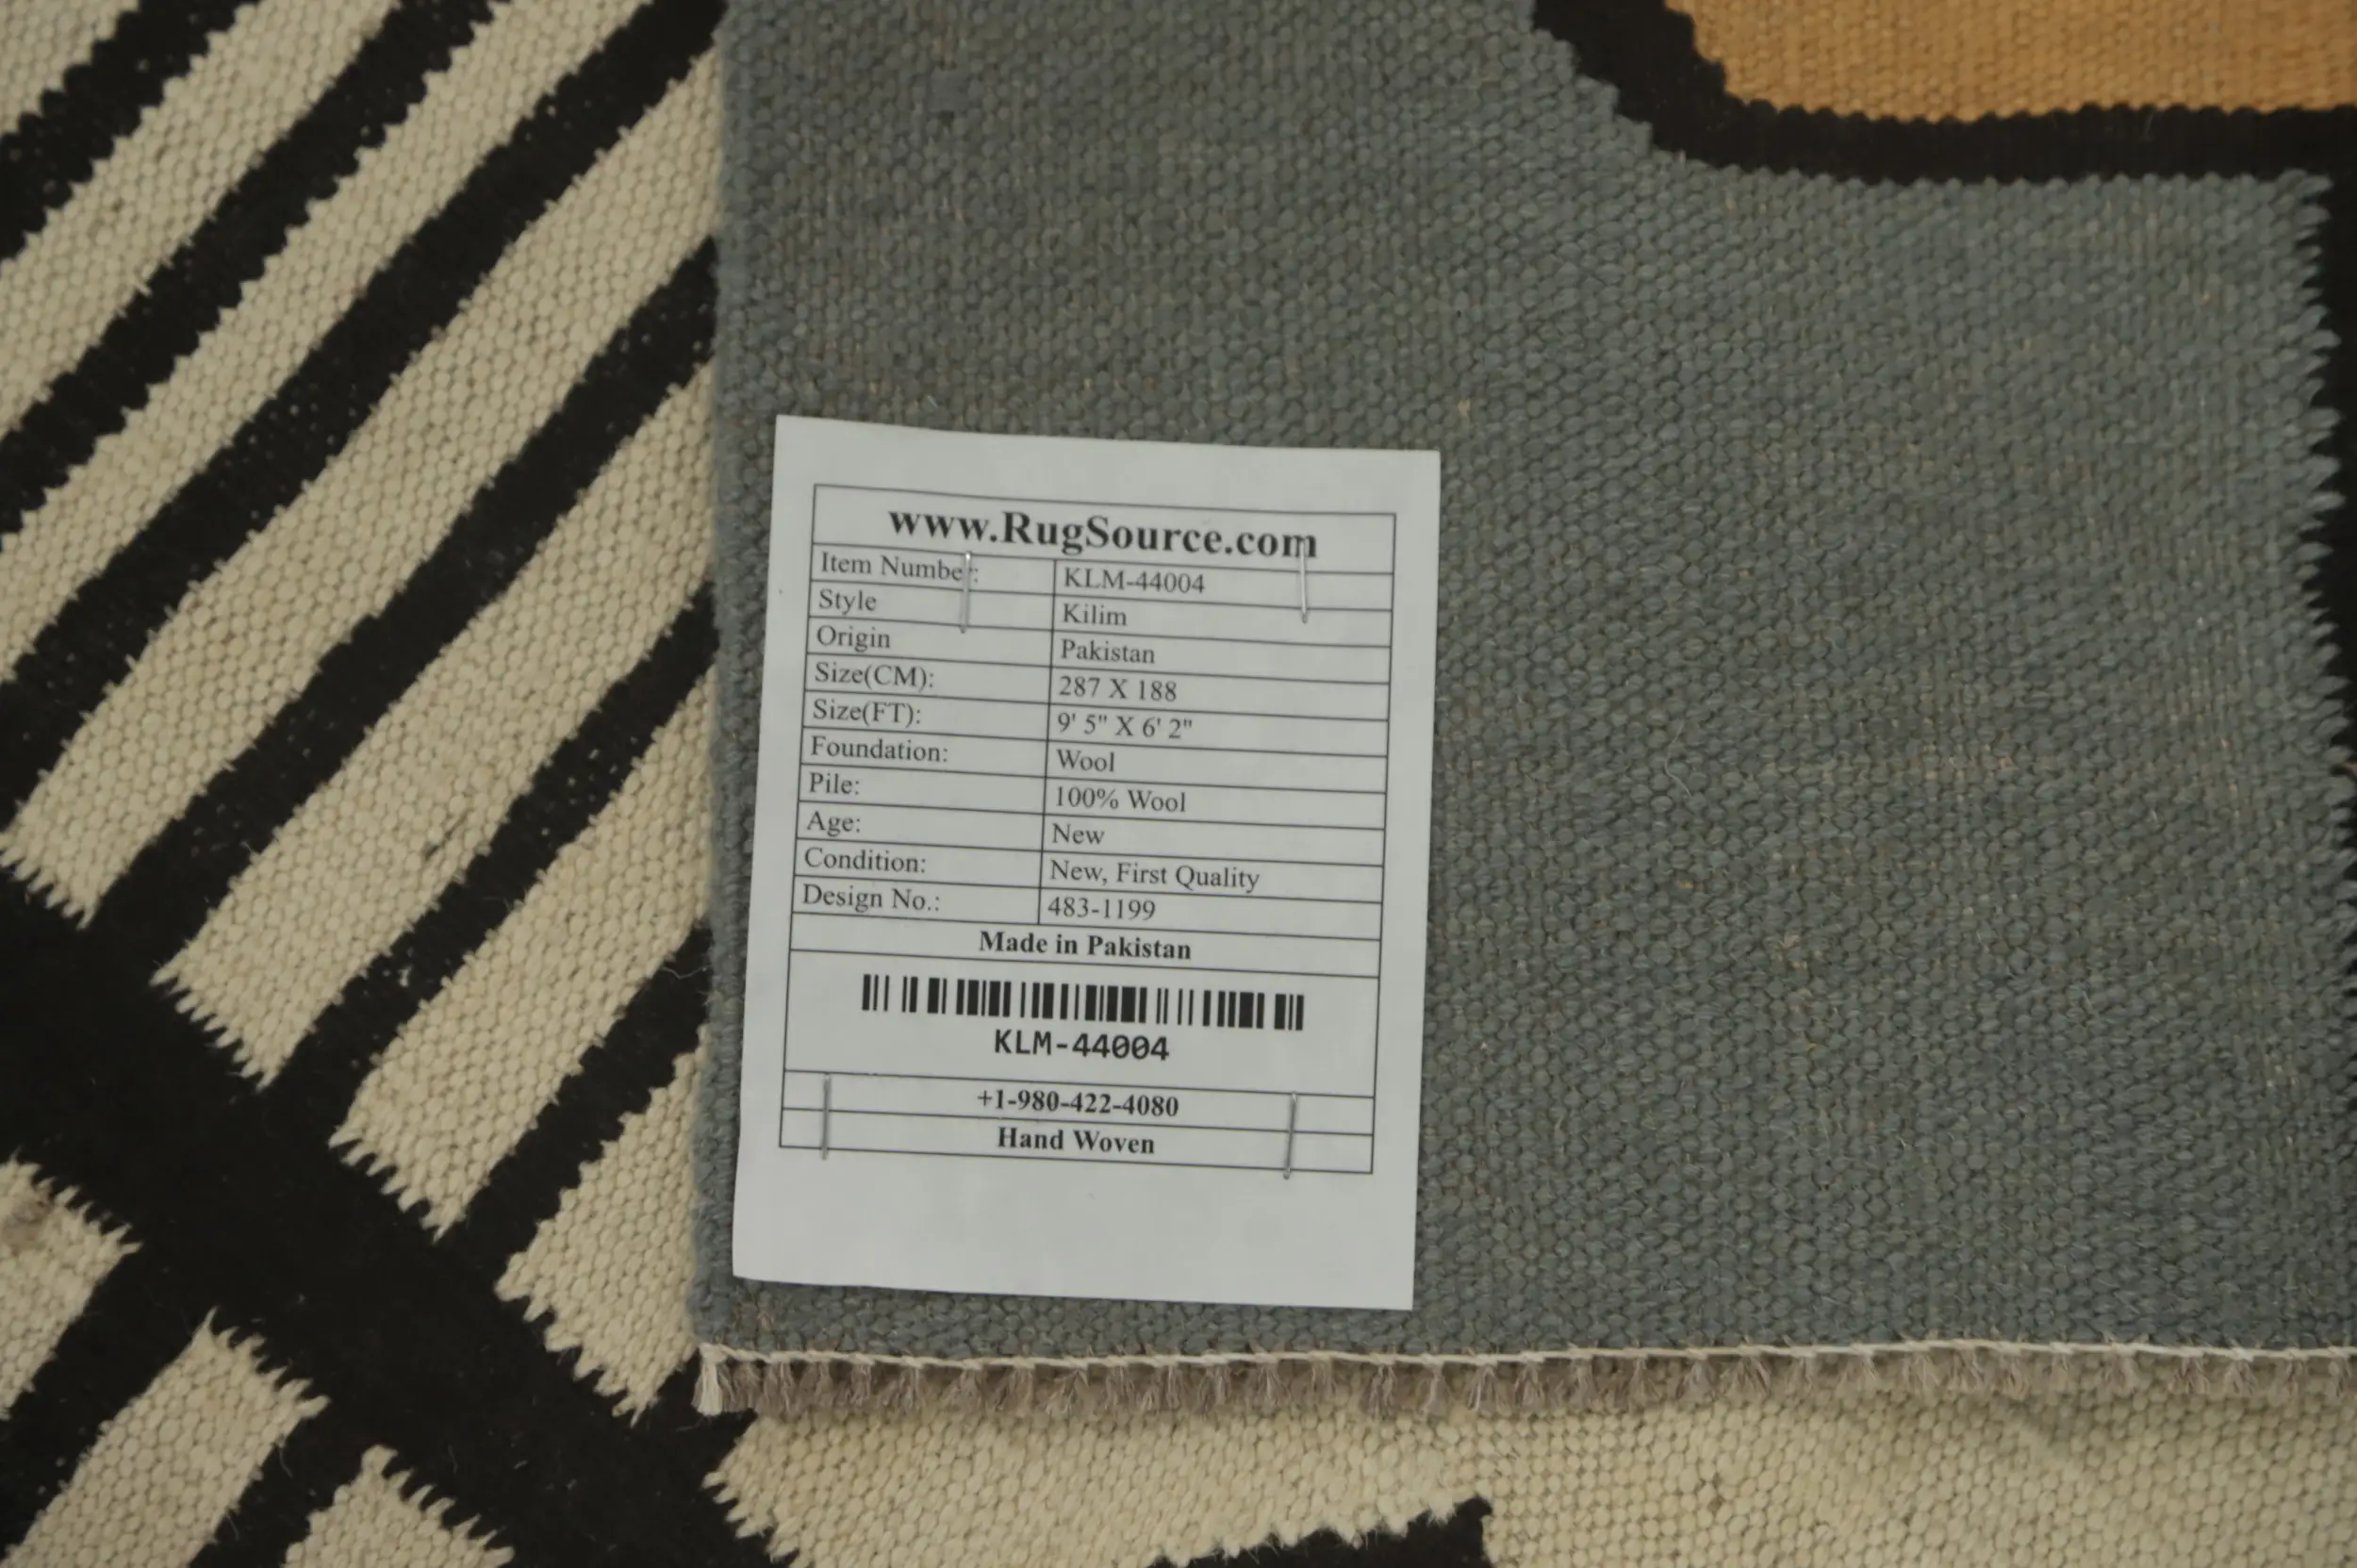 www.RugSource.com
Item Number: KLM-44004
Style Kilim
Origin Pakistan
Size(CM): 287 X 188
Size(FT): 9' 5" X 6' 2"
Foundation: Wool
Pile: 100% Wool
Age: New
Condition: New, First Quality
Design No.: 483-1199
Made in Pakistan
KLM-44004
+1-980-422-4080
Hand Woven